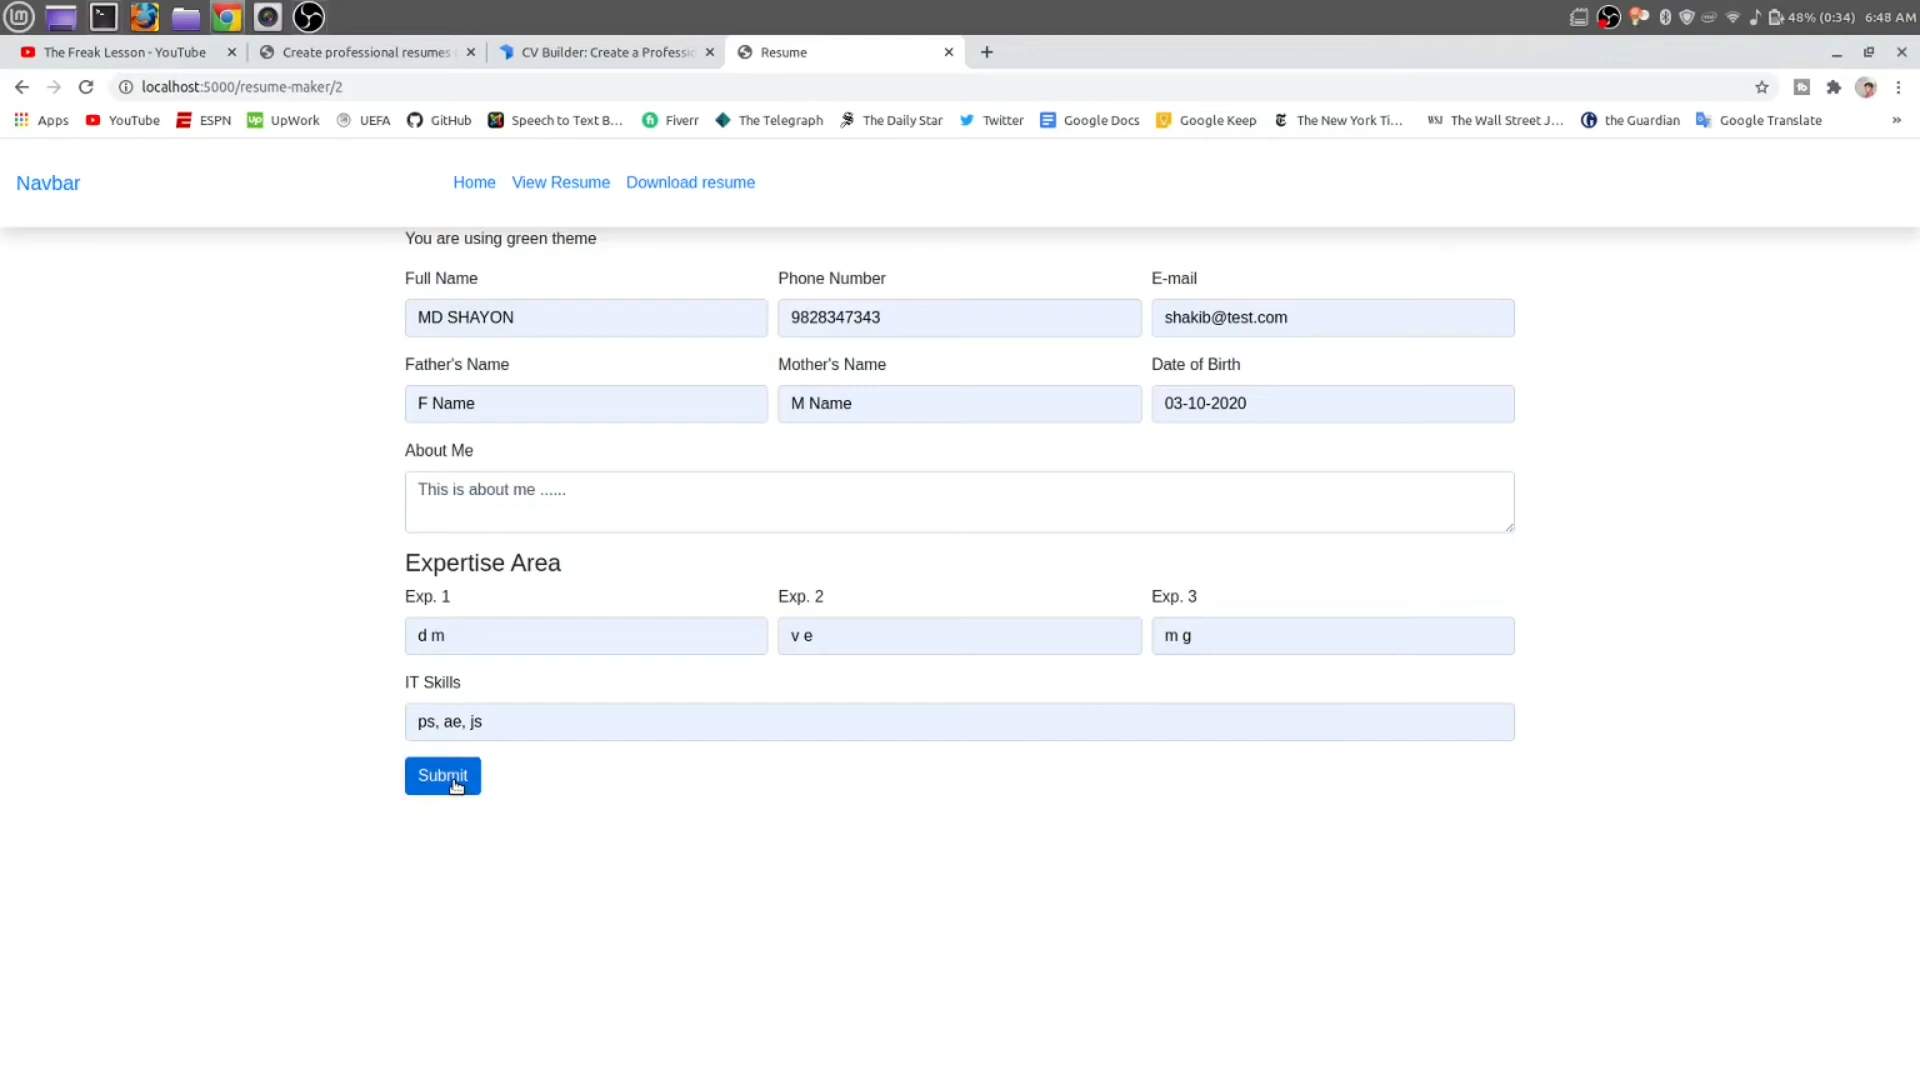 48% (0:34) 6:48 AM
The Freak Lesson - YouTube
Create professional resumes
CV Builder: Create a Professi
Resume
localhost:5000/resume-maker/2
Apps YouTube ESPN UpWork UEFA GitHub Speech to Text B... Fiverr The Telegraph The Daily Star Twitter Google Docs Google Keep The New York Ti... The Wall Street J... the Guardian Google Translate
Navbar Home View Resume Download resume
You are using green theme
Full Name Phone Number E-mail
MD SHAYON 9828347343 shakib@test.com
Father's Name Mother's Name Date of Birth
F Name M Name 03-10-2020
About Me
This is about me ......
Expertise Area
Exp. 1 Exp. 2 Exp. 3
d m v e m g
IT Skills
ps, ae, js
Submit